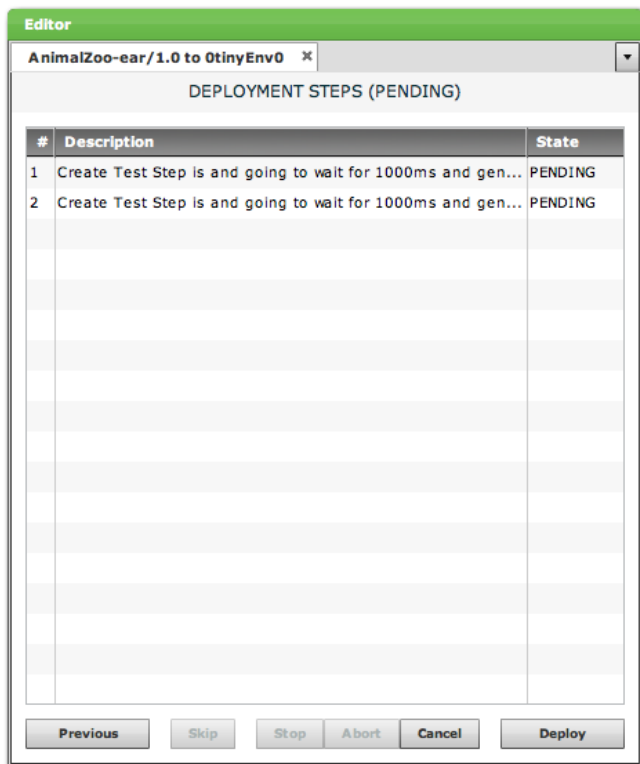 Editor
AnimalZoo-ear/1.0 to 0tinyEnv0 ×
DEPLOYMENT STEPS (PENDING)
# Description State
1 Create Test Step is and going to wait for 1000ms and gen... PENDING
2 Create Test Step is and going to wait for 1000ms and gen... PENDING
Previous Skip Stop Abort Cancel Deploy